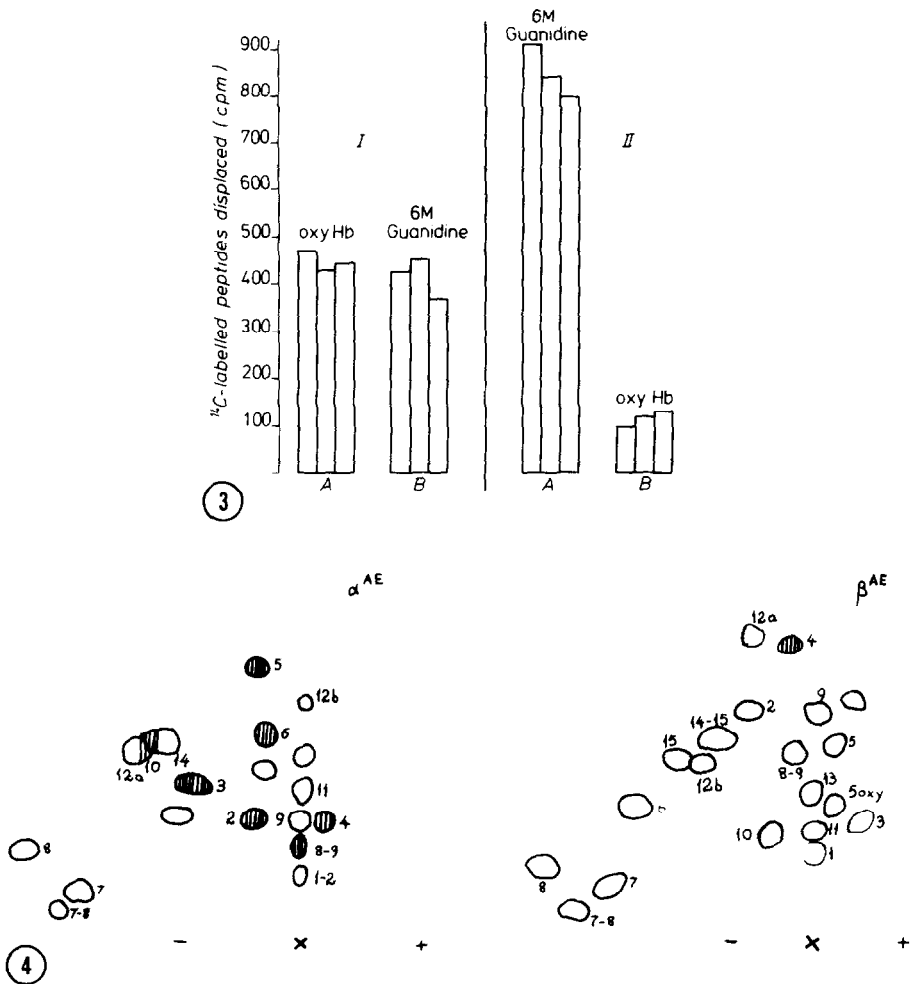 ¹⁴C-labelled peptides displaced (cpm)
900
800
700
600
500
400
300
200
100
I
oxy Hb
6M
Guanidine
A
B
6M
Guanidine
II
oxy Hb
A
B
3
α AE
5
12b
6
12a
10
14
3
11
2
9
4
8-9
1-2
8
7
7-8
-
x
+
β AE
12a
4
2
9
14-15
15
12b
8-9
5
13
5oxy
3
10
11
1
8
7
7-8
-
x
+
4